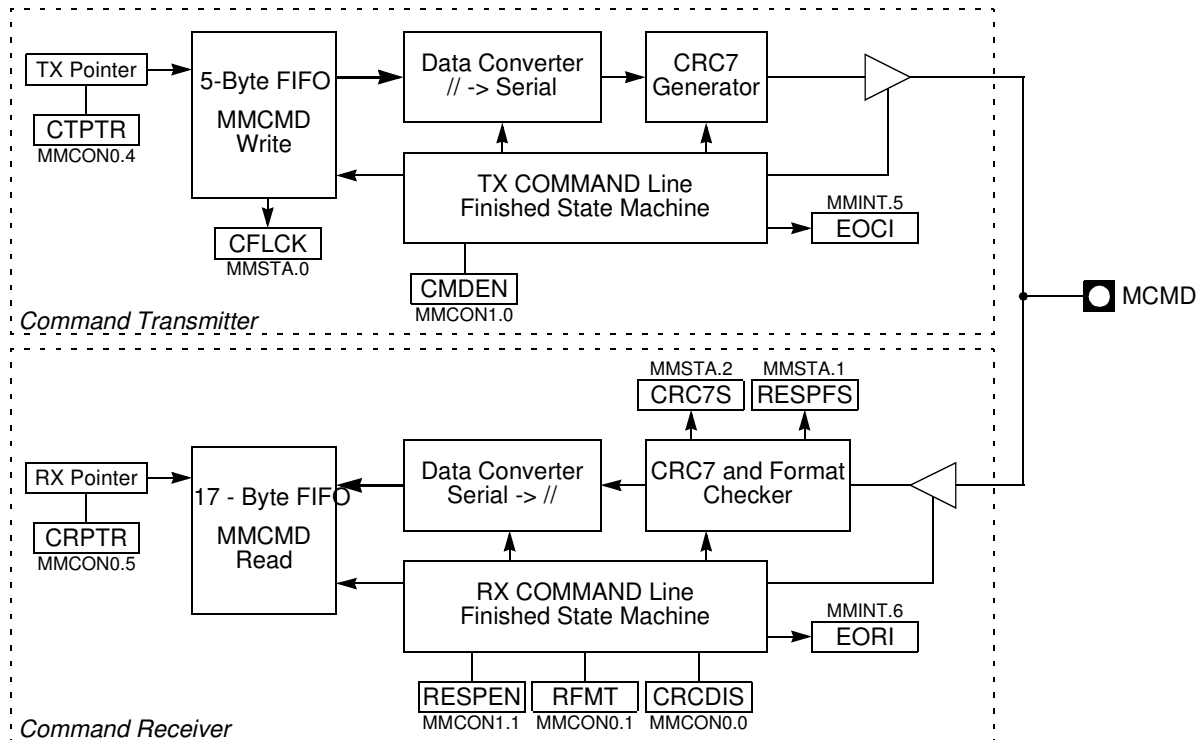 TX Pointer
CTPTR
MMCON0.4
5-Byte FIFO
MMCMD
Write
CFLCK
MMSTA.0
Data Converter
// -> Serial
CRC7
Generator
TX COMMAND Line
Finished State Machine
CMDEN
MMCON1.0
MMINT.5
EOCI
Command Transmitter
MCMD
MMSTA.2
CRC7S
MMSTA.1
RESPFS
RX Pointer
CRPTR
MMCON0.5
17 - Byte FIFO
MMCMD
Read
Data Converter
Serial -> //
CRC7 and Format
Checker
RX COMMAND Line
Finished State Machine
MMINT.6
EORI
RESPEN
MMCON1.1
RFMT
MMCON0.1
CRCDIS
MMCON0.0
Command Receiver